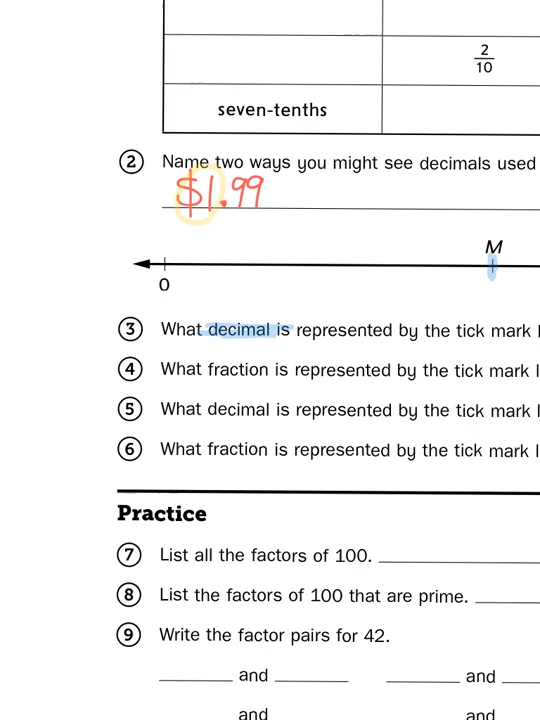 2
10
seven-tenths
2 Name two ways you might see decimals used
$1.99
M
0
3 What decimal is represented by the tick mark
4 What fraction is represented by the tick mark
5 What decimal is represented by the tick mark
6 What fraction is represented by the tick mark
Practice
7 List all the factors of 100.
8 List the factors of 100 that are prime.
9 Write the factor pairs for 42.
and and
and and